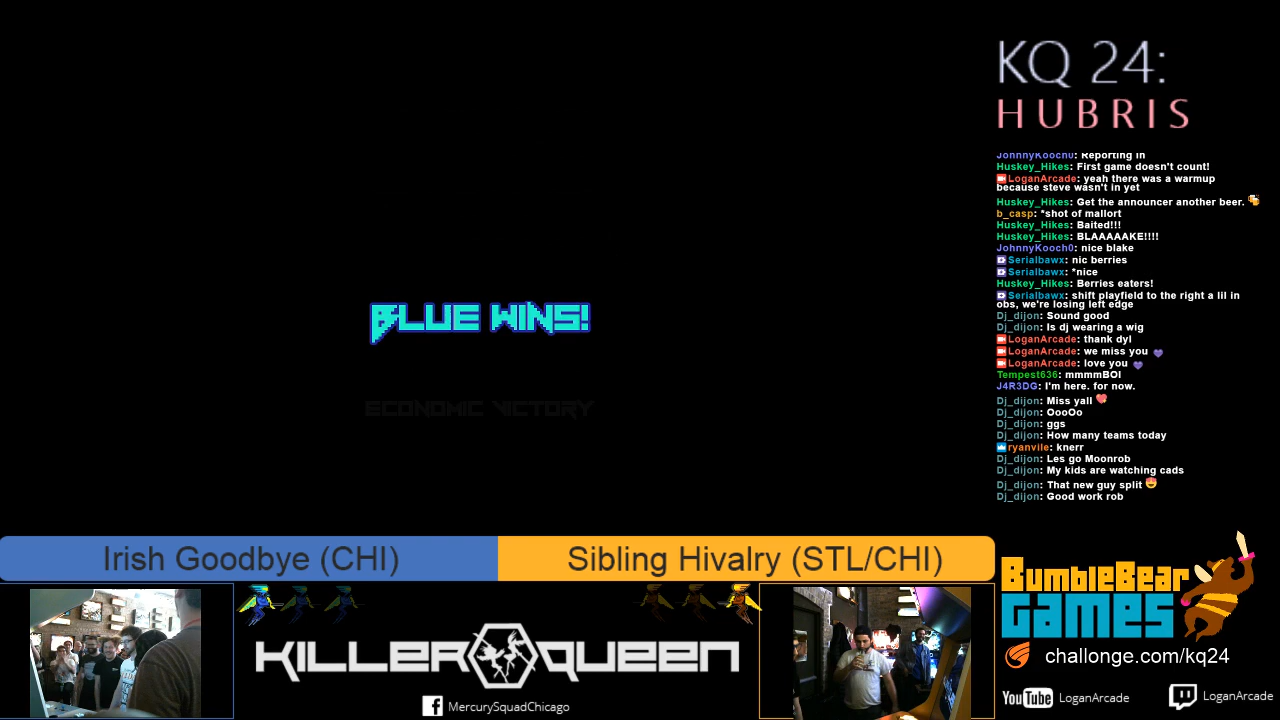 KQ 24:
HUBRIS
JohnnyKooch0: Reporting in
Huskey_Hikes: First game doesn't count!
LoganArcade: yeah there was a warmup
because steve wasn't in yet
Huskey_Hikes: Get the announcer another beer.
b_casp: *shot of mallort
Huskey_Hikes: Baited!!!
Huskey_Hikes: BLAAAAAKE!!!!
JohnnyKooch0: nice blake
Serialbawx: nic berries
Serialbawx: *nice
Huskey_Hikes: Berries eaters!
Serialbawx: shift playfield to the right a lil in
obs, we're losing left edge
Dj_dijon: Sound good
Dj_dijon: Is dj wearing a wig
LoganArcade: thank dyl
LoganArcade: we miss you
LoganArcade: love you
Tempest636: mmmmBOI
J4R3DG: I'm here. for now.
Dj_dijon: Miss yall
Dj_dijon: OooOo
Dj_dijon: ggs
Dj_dijon: How many teams today
ryanvile: knerr
Dj_dijon: Les go Moonrob
Dj_dijon: My kids are watching cads
Dj_dijon: That new guy split
Dj_dijon: Good work rob
BLUE WINS!
ECONOMIC VICTORY
Irish Goodbye (CHI)
Sibling Hivalry (STL/CHI)
KILLER QUEEN
MercurySquadChicago
BUMBLEBEAR
GAMES
challonge.com/kq24
YouTube LoganArcade
LoganArcade